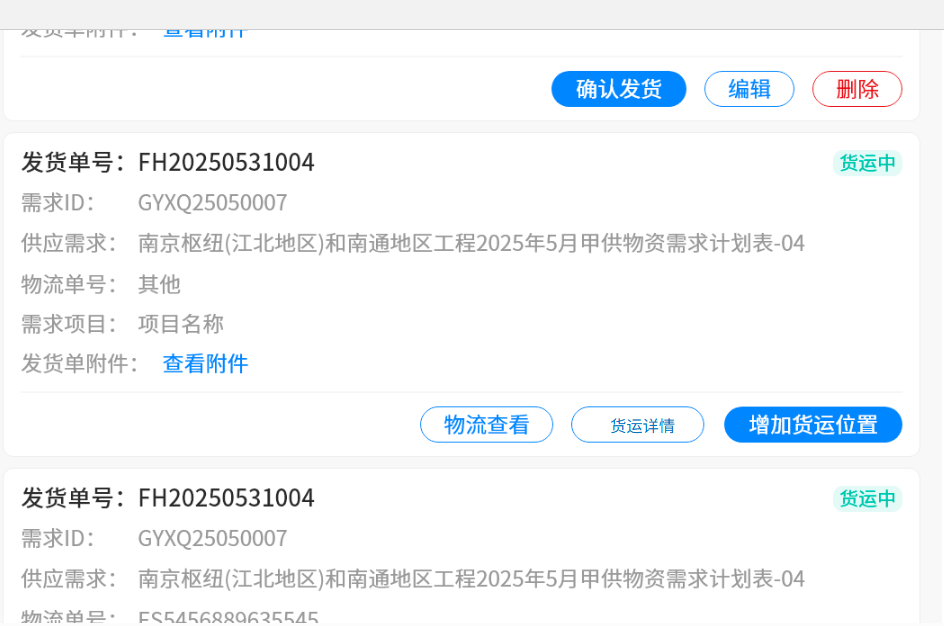 发货单附件： 查看附件
确认发货 编辑 删除
发货单号：FH20250531004 货运中
需求ID： GYXQ25050007
供应需求： 南京枢纽(江北地区)和南通地区工程2025年5月甲供物资需求计划表-04
物流单号： 其他
需求项目： 项目名称
发货单附件： 查看附件
物流查看 货运详情 增加货运位置
发货单号：FH20250531004 货运中
需求ID： GYXQ25050007
供应需求： 南京枢纽(江北地区)和南通地区工程2025年5月甲供物资需求计划表-04
物流单号： FS5456889635545